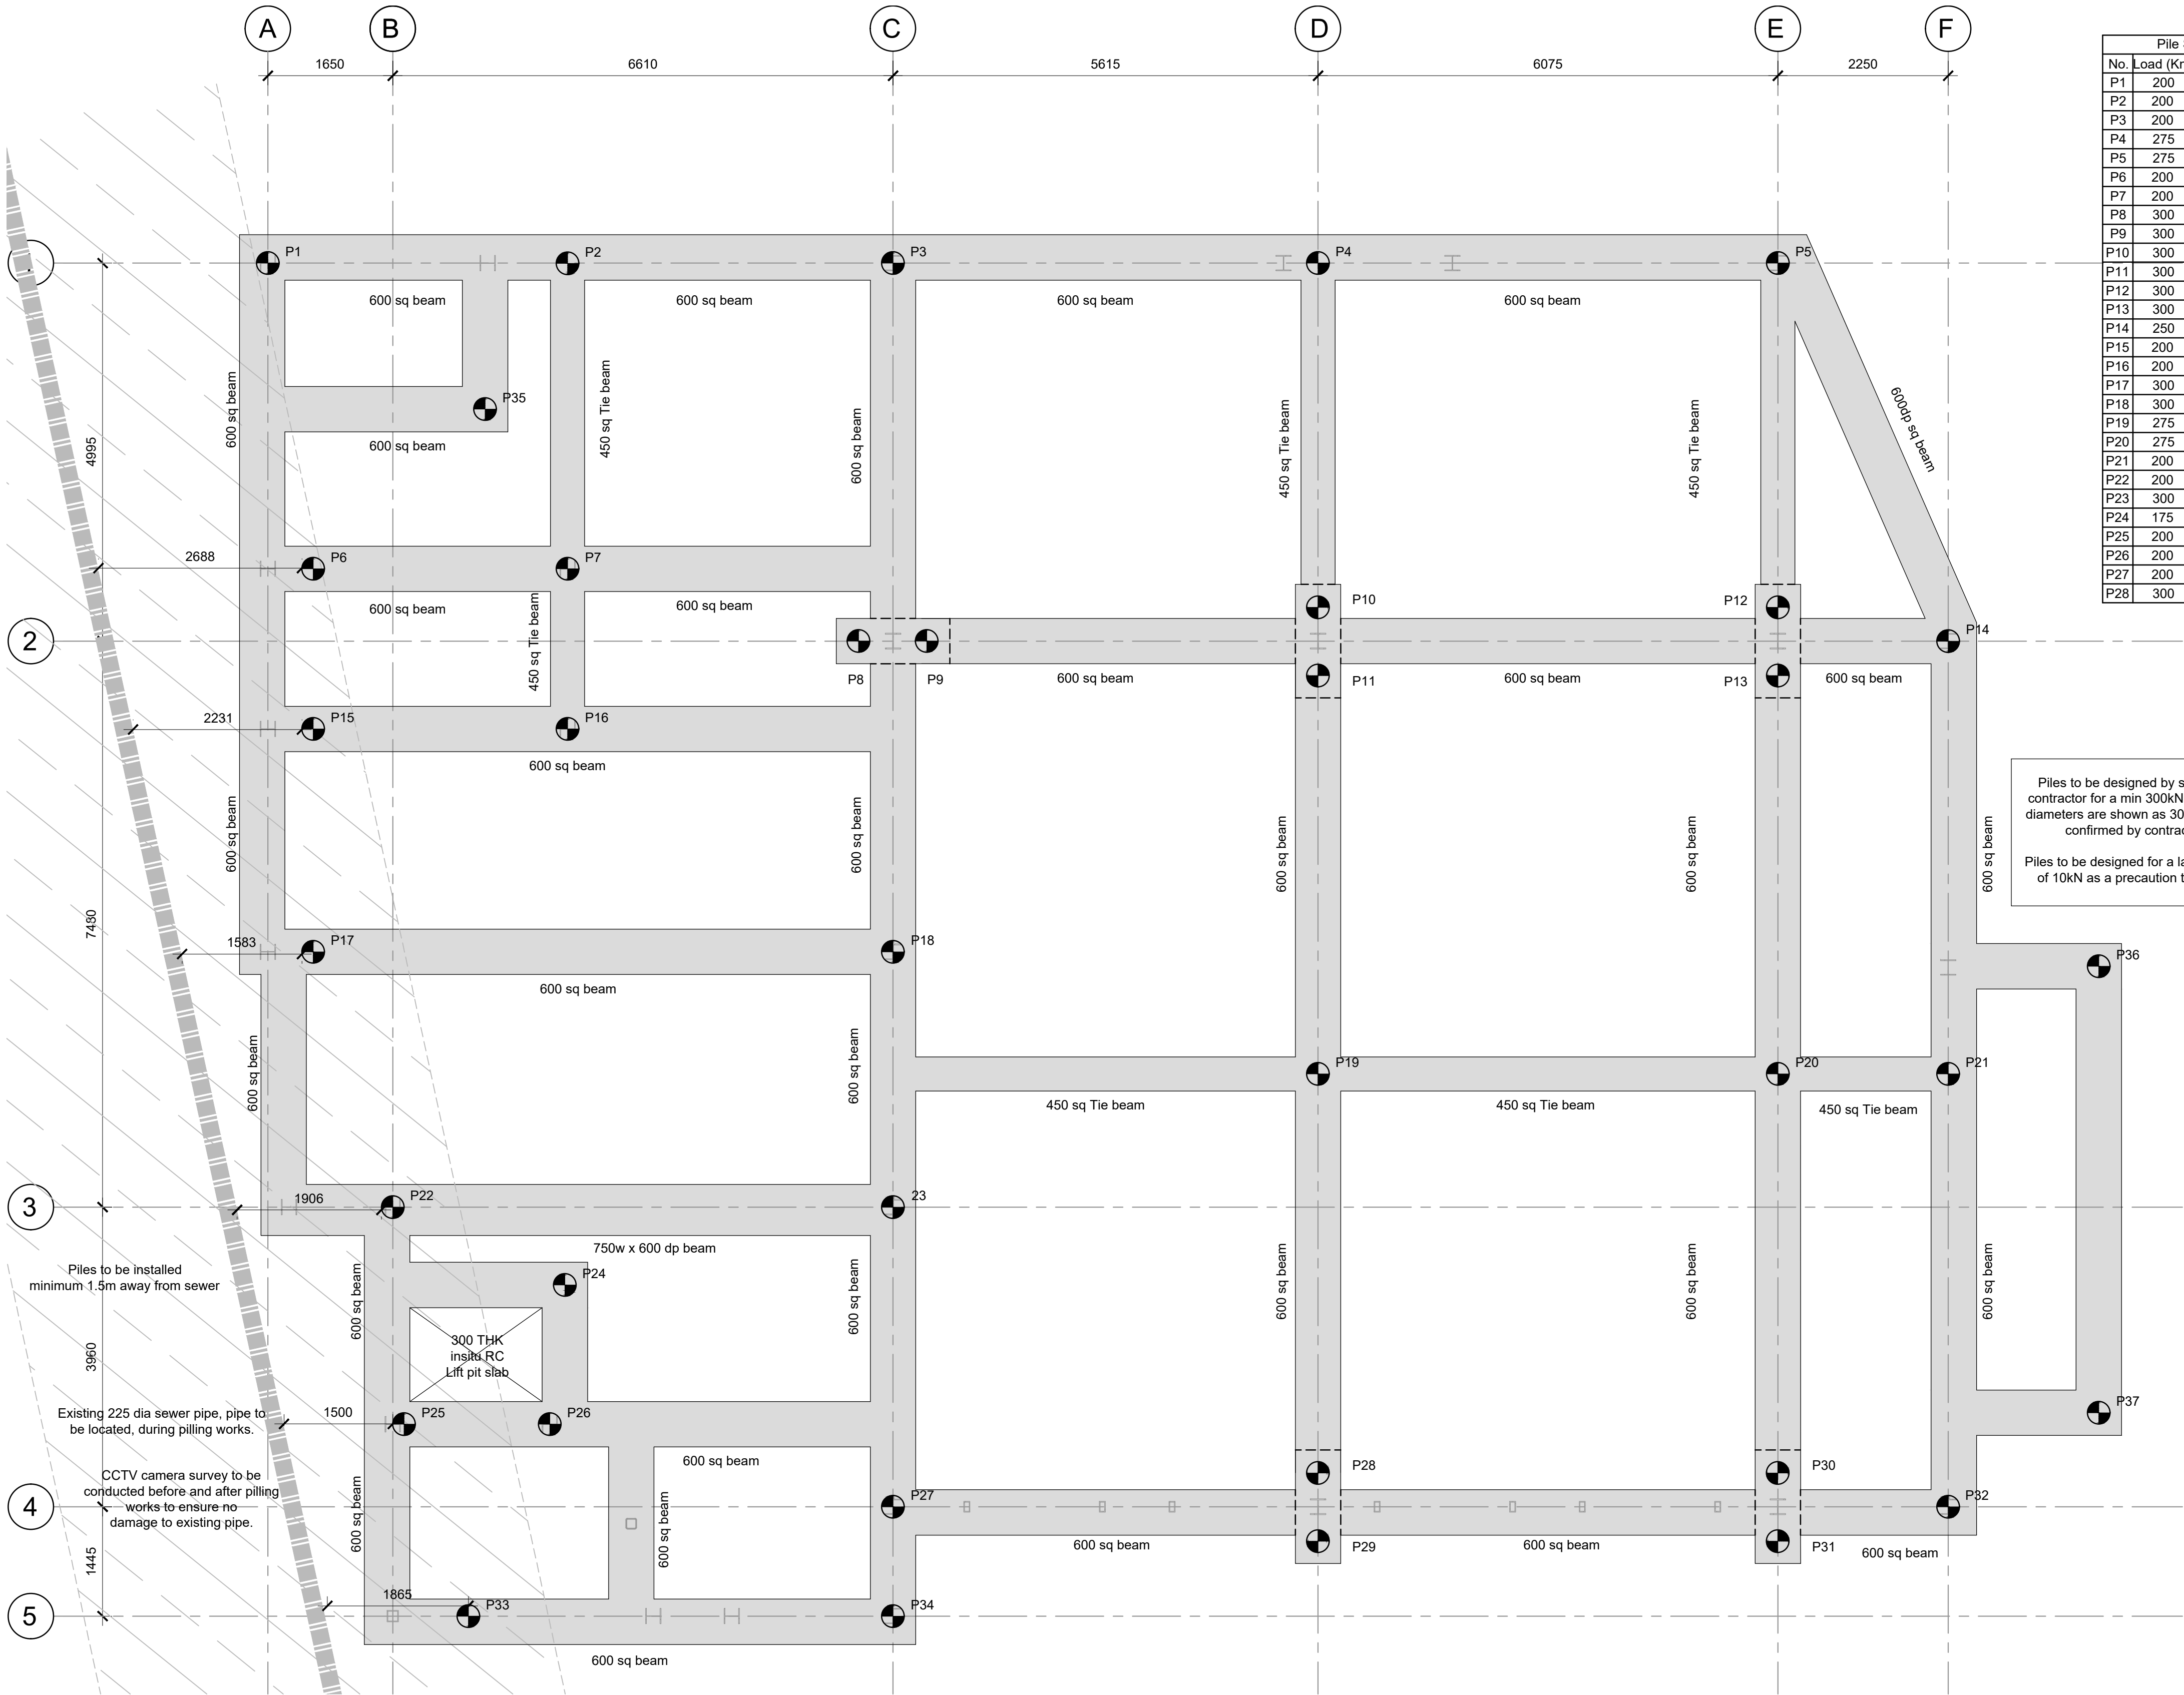 A
B
C
D
E
F
1650
6610
5615
6075
2250
Pile
No. Load (Kn
P1 200
P2 200
P3 200
P4 275
P5 275
P6 200
P7 200
P8 300
P9 300
P10 300
P11 300
P12 300
P13 300
P14 250
P15 200
P16 200
P17 300
P18 300
P19 275
P20 275
P21 200
P22 200
P23 300
P24 175
P25 200
P26 200
P27 200
P28 300
P1
P2
P3
P4
P5
600 sq beam
600 sq beam
600 sq beam
600 sq beam
P35
600 sq beam
600 sq beam
450 sq Tie beam
600 sq beam
450 sq Tie beam
450 sq Tie beam
600dp sq beam
4995
2688
P6
P7
600 sq beam
600 sq beam
450 sq Tie beam
P10
P12
2
P14
P8
P9
600 sq beam
P11
600 sq beam
P13
600 sq beam
2231
P15
P16
600 sq beam
600 sq beam
600 sq beam
600 sq beam
600 sq beam
600 sq beam
Piles to be designed by s
contractor for a min 300kN
diameters are shown as 30
confirmed by contrac
Piles to be designed for a la
of 10kN as a precaution t
7480
1583
P17
P18
P36
600 sq beam
600 sq beam
600 sq beam
P19
P20
P21
450 sq Tie beam
450 sq Tie beam
450 sq Tie beam
3
1906
P22
23
750w x 600 dp beam
Piles to be installed
minimum 1.5m away from sewer
P24
600 sq beam
600 sq beam
600 sq beam
600 sq beam
600 sq beam
3960
300 THK
insitu RC
Lift pit slab
Existing 225 dia sewer pipe, pipe to
be located, during pilling works.
1500
P25
P26
P37
600 sq beam
CCTV camera survey to be
conducted before and after pilling
works to ensure no
damage to existing pipe.
P28
P30
4
P27
P32
600 sq beam
600 sq beam
600 sq beam
P29
600 sq beam
P31
600 sq beam
1445
1865
5
P33
P34
600 sq beam